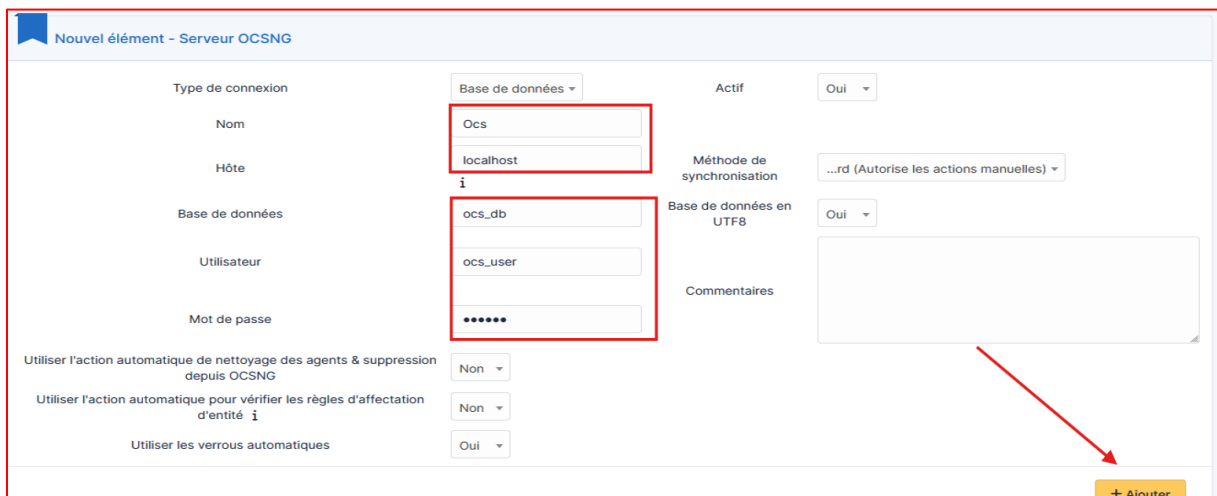 Nouvel élément - Serveur OCSNG
Type de connexion
Base de données
Actif
Oui
Nom
Ocs
Hôte
localhost
i
Méthode de
synchronisation
...rd (Autorise les actions manuelles)
Base de données
ocs_db
Base de données en
UTF8
Oui
Utilisateur
ocs_user
Commentaires
Mot de passe
••••••
Utiliser l'action automatique de nettoyage des agents & suppression
depuis OCSNG
Non
Utiliser l'action automatique pour vérifier les règles d'affectation
d'entité i
Non
Utiliser les verrous automatiques
Oui
+ Ajouter